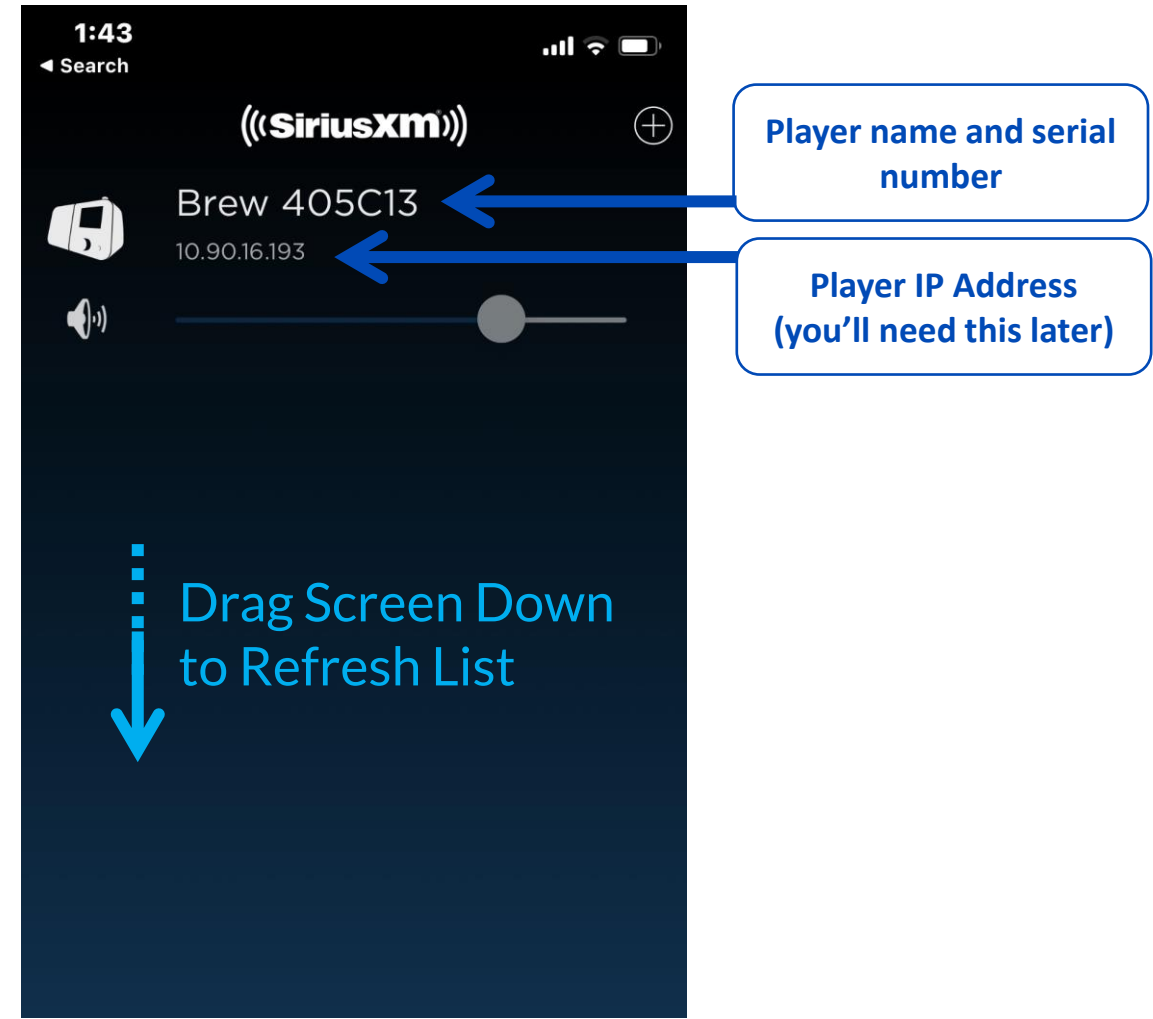 1:43
◀ Search
(((SiriusXM)))
Brew 405C13
10.90.16.193
Player name and serial
number
Player IP Address
(you’ll need this later)
Drag Screen Down
to Refresh List